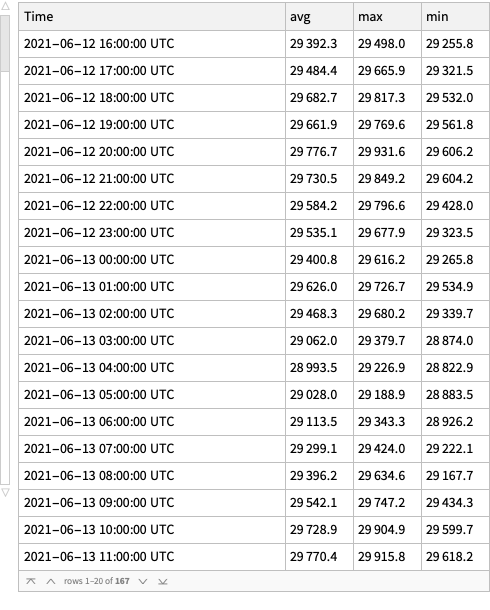 Time avg max min
2021-06-12 16:00:00 UTC 29 392.3 29 498.0 29 255.8
2021-06-12 17:00:00 UTC 29 484.4 29 665.9 29 321.5
2021-06-12 18:00:00 UTC 29 682.7 29 817.3 29 532.0
2021-06-12 19:00:00 UTC 29 661.9 29 769.6 29 561.8
2021-06-12 20:00:00 UTC 29 776.7 29 931.6 29 606.2
2021-06-12 21:00:00 UTC 29 730.5 29 849.2 29 604.2
2021-06-12 22:00:00 UTC 29 584.2 29 796.6 29 428.0
2021-06-12 23:00:00 UTC 29 535.1 29 677.9 29 323.5
2021-06-13 00:00:00 UTC 29 400.8 29 616.2 29 265.8
2021-06-13 01:00:00 UTC 29 626.0 29 726.7 29 534.9
2021-06-13 02:00:00 UTC 29 468.3 29 680.2 29 339.7
2021-06-13 03:00:00 UTC 29 062.0 29 379.7 28 874.0
2021-06-13 04:00:00 UTC 28 993.5 29 226.9 28 822.9
2021-06-13 05:00:00 UTC 29 028.0 29 188.9 28 883.5
2021-06-13 06:00:00 UTC 29 113.5 29 343.3 28 926.2
2021-06-13 07:00:00 UTC 29 299.1 29 424.0 29 222.1
2021-06-13 08:00:00 UTC 29 396.2 29 634.6 29 167.7
2021-06-13 09:00:00 UTC 29 542.1 29 747.2 29 434.3
2021-06-13 10:00:00 UTC 29 728.9 29 904.9 29 599.7
2021-06-13 11:00:00 UTC 29 770.4 29 915.8 29 618.2
rows 1–20 of 167